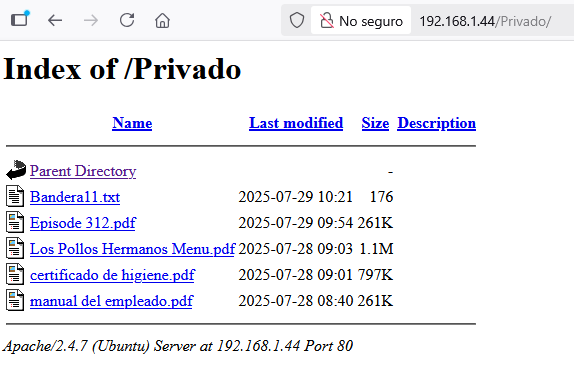 No seguro 192.168.1.44/Privado/
Index of /Privado
Name Last modified Size Description
Parent Directory -
Bandera11.txt 2025-07-29 10:21 176
Episode 312.pdf 2025-07-29 09:54 261K
Los Pollos Hermanos Menu.pdf 2025-07-28 09:03 1.1M
certificado de higiene.pdf 2025-07-28 09:01 797K
manual del empleado.pdf 2025-07-28 08:40 261K
Apache/2.4.7 (Ubuntu) Server at 192.168.1.44 Port 80